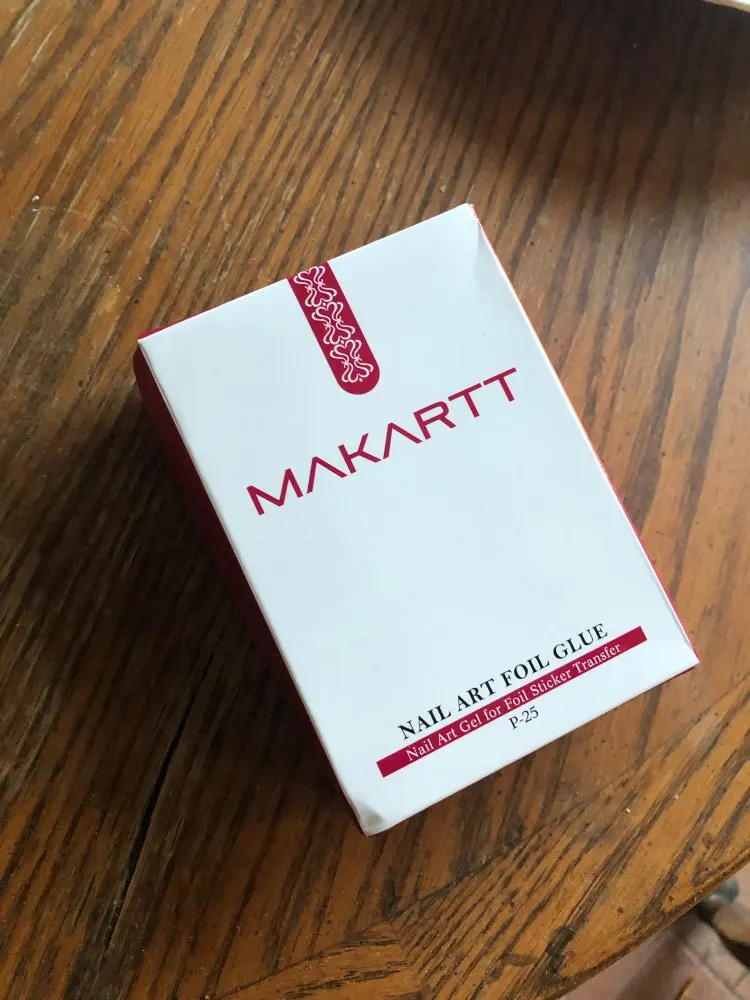 MAKARTT
NAIL ART FOIL GLUE
Nail Art Gel for Foil Sticker Transfer
P-25